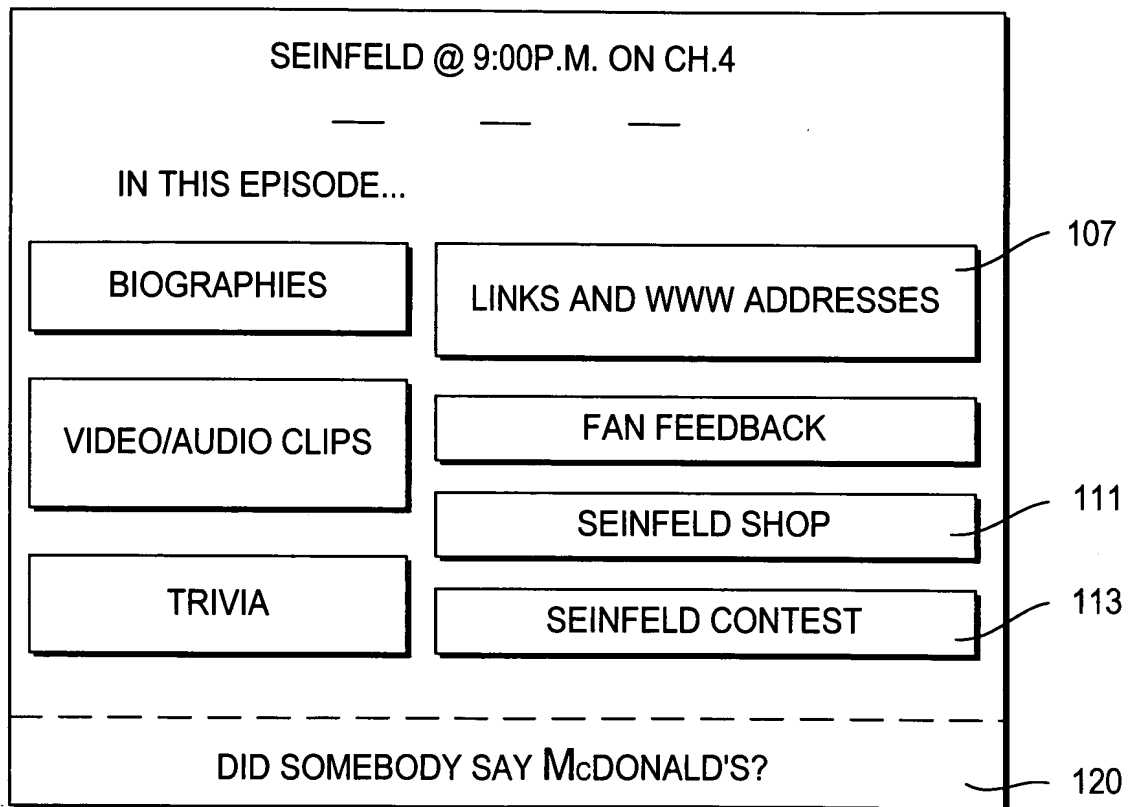 SEINFELD @ 9:00P.M. ON CH.4
IN THIS EPISODE...
BIOGRAPHIES
LINKS AND WWW ADDRESSES
107
VIDEO/AUDIO CLIPS
FAN FEEDBACK
SEINFELD SHOP
111
TRIVIA
SEINFELD CONTEST
113
DID SOMEBODY SAY McDONALD'S?
120